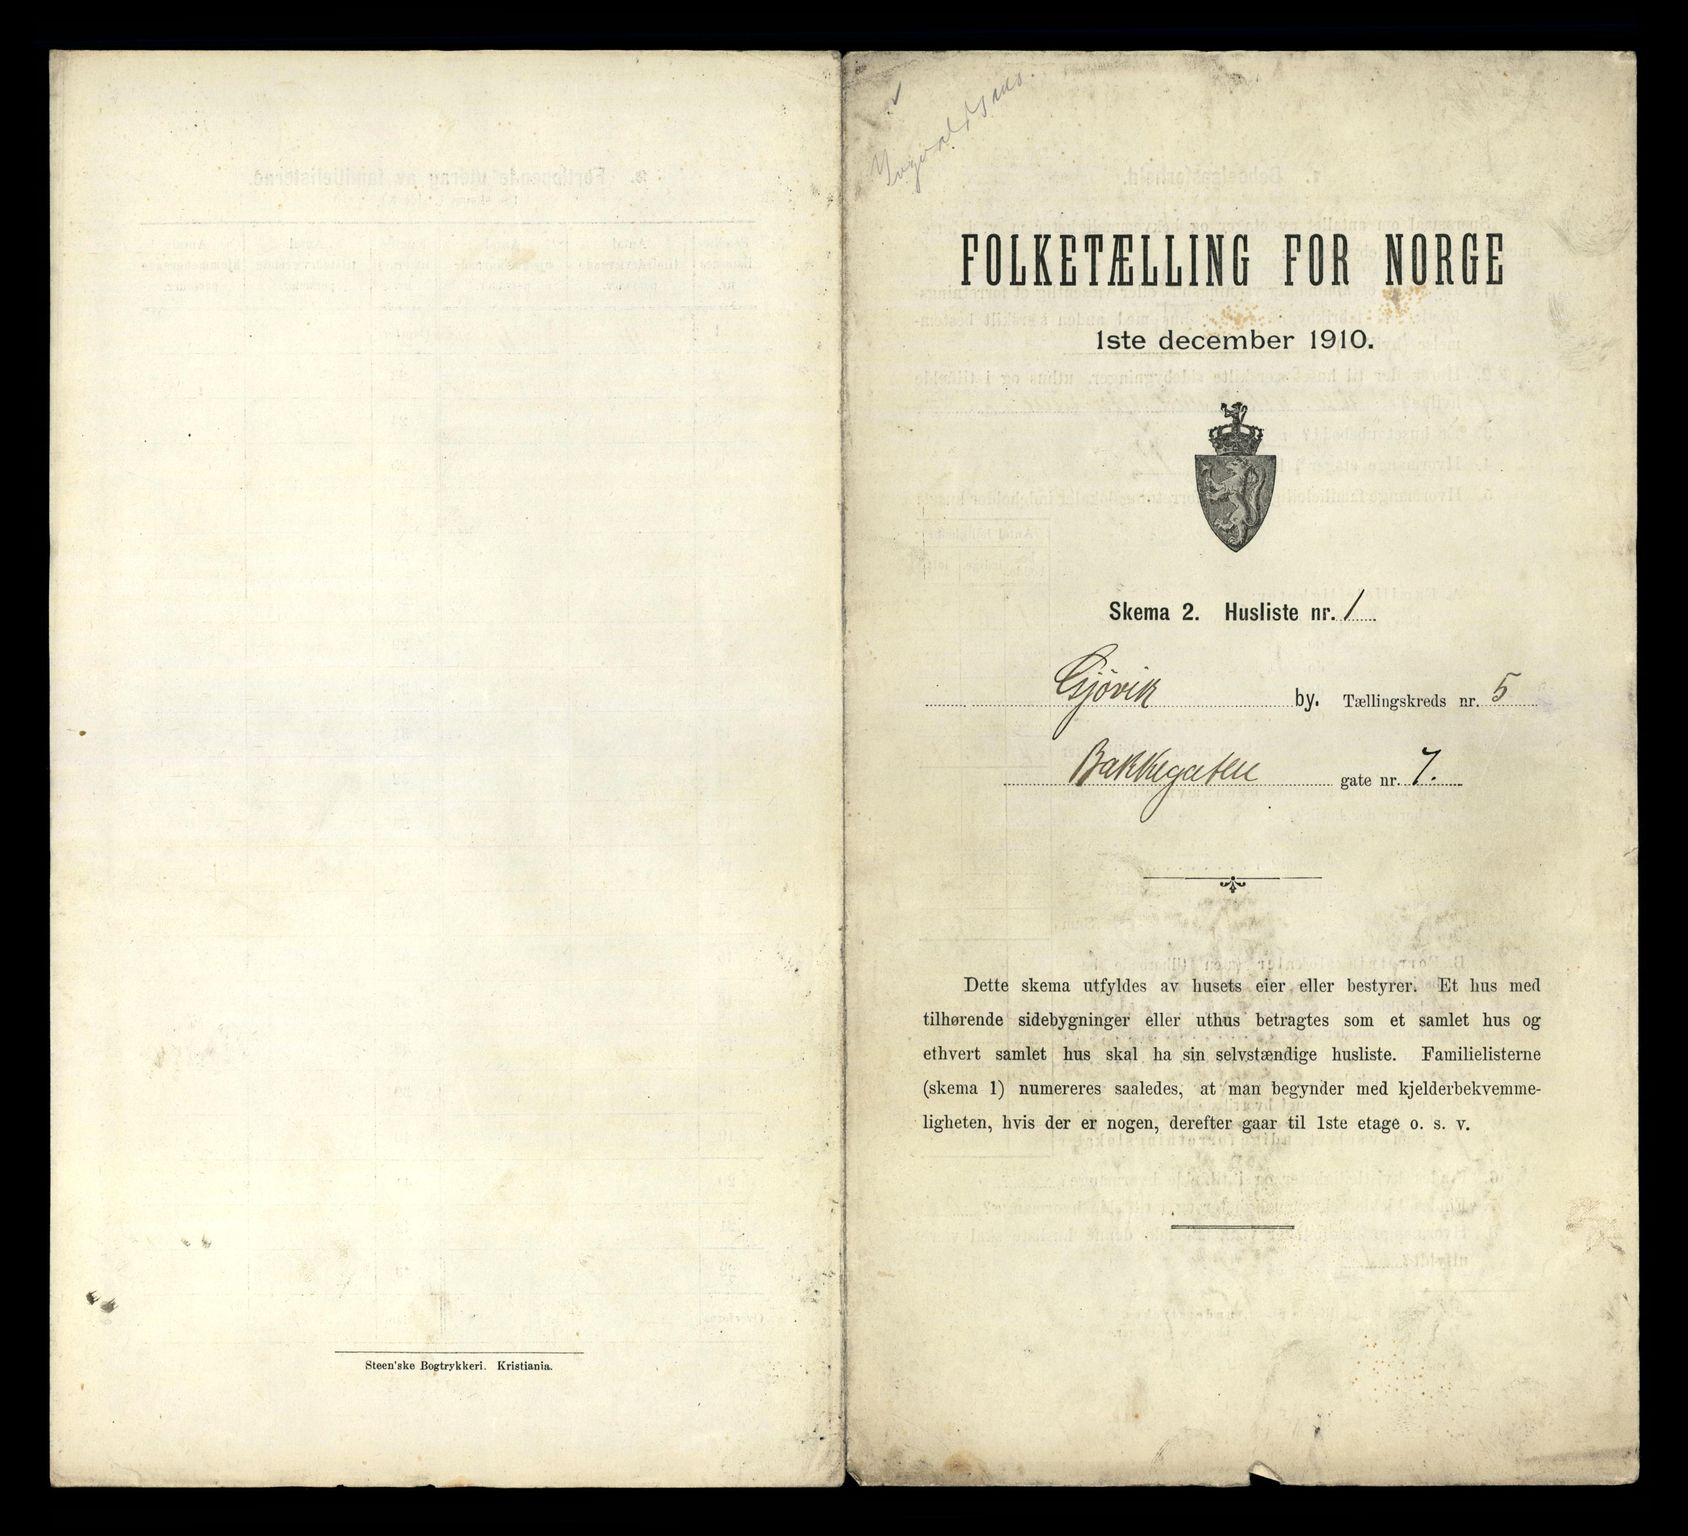 Steen'ske Bogtrykkeri. Kristiania.
FOLKETÆLLING FOR NORGE
1ste december 1910.
Skema 2. Husliste nr. 1
Gjøvik by. Tællingskreds nr. 5
Bakkegaten gate nr. 7.
Dette skema utfyldes av husets eier eller bestyrer. Et hus med
tilhørende sidebygninger eller uthus betragtes som et samlet hus og
ethvert samlet hus skal ha sin selvstændige husliste. Familielisterne
(skema 1) numereres saaledes, at man begynder med kjelderbekvemme-
ligheten, hvis der er nogen, derefter gaar til 1ste etage o. s. v.